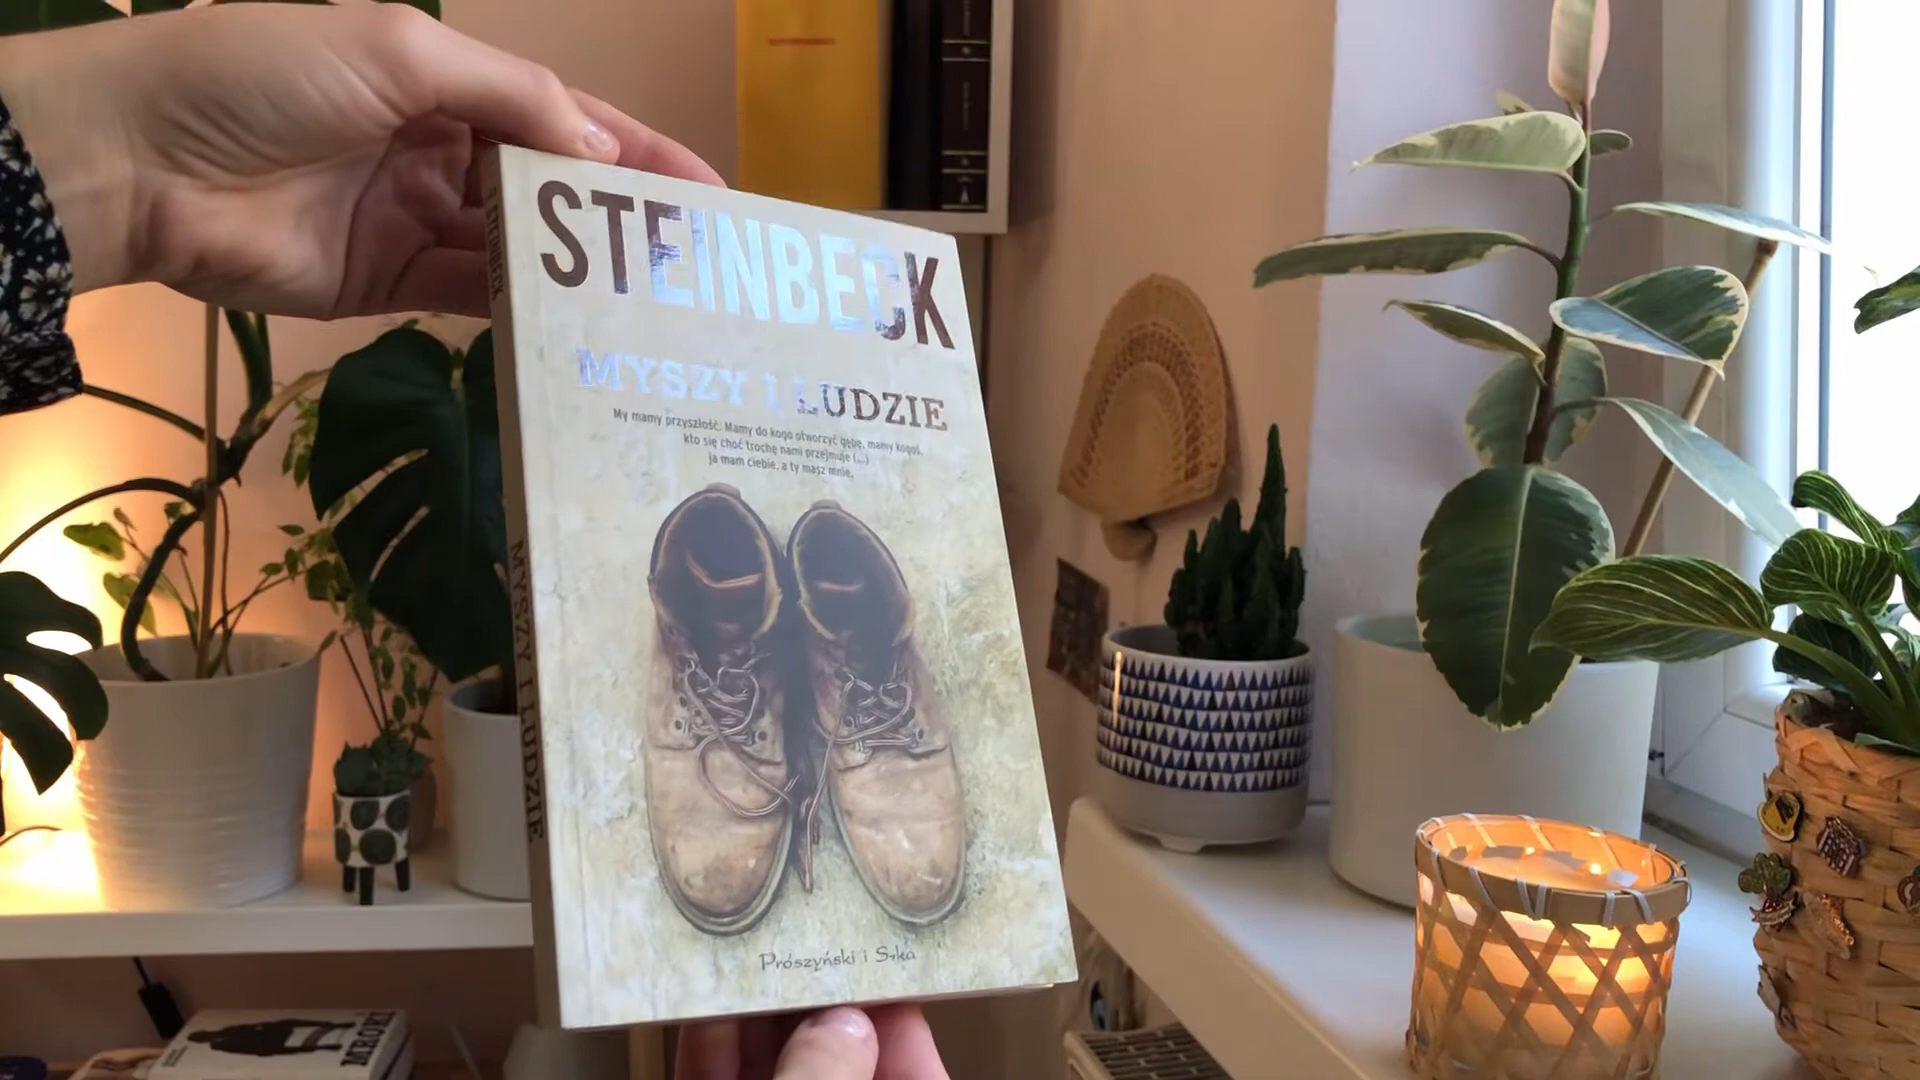 STEINBECK
MYSZY I LUDZIE
My mamy przyszłość. Mamy do kogo otworzyć gębę, mamy kogoś,
kto się choć trochę nami przejmuje (...)
ja mam ciebie, a ty masz mnie.
Prószyński i S-ka
STEINBECK
MYSZY I LUDZIE